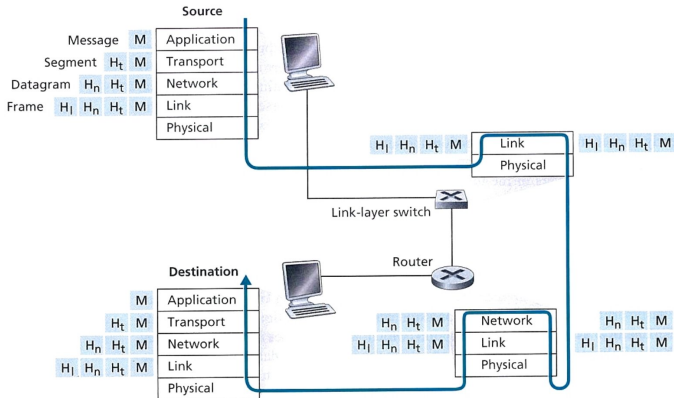 Source
Message M Application
Segment Ht M Transport
Datagram Hn Ht M Network
Frame Hl Hn Ht M Link
Physical
Hl Hn Ht M Link Hl Hn Ht M
Physical
Link-layer switch
Router
Destination
M Application
Ht M Transport
Hn Ht M Network
Hl Hn Ht M Link
Physical
Hn Ht M Network Hn Ht M
Hl Hn Ht M Link Hl Hn Ht M
Physical